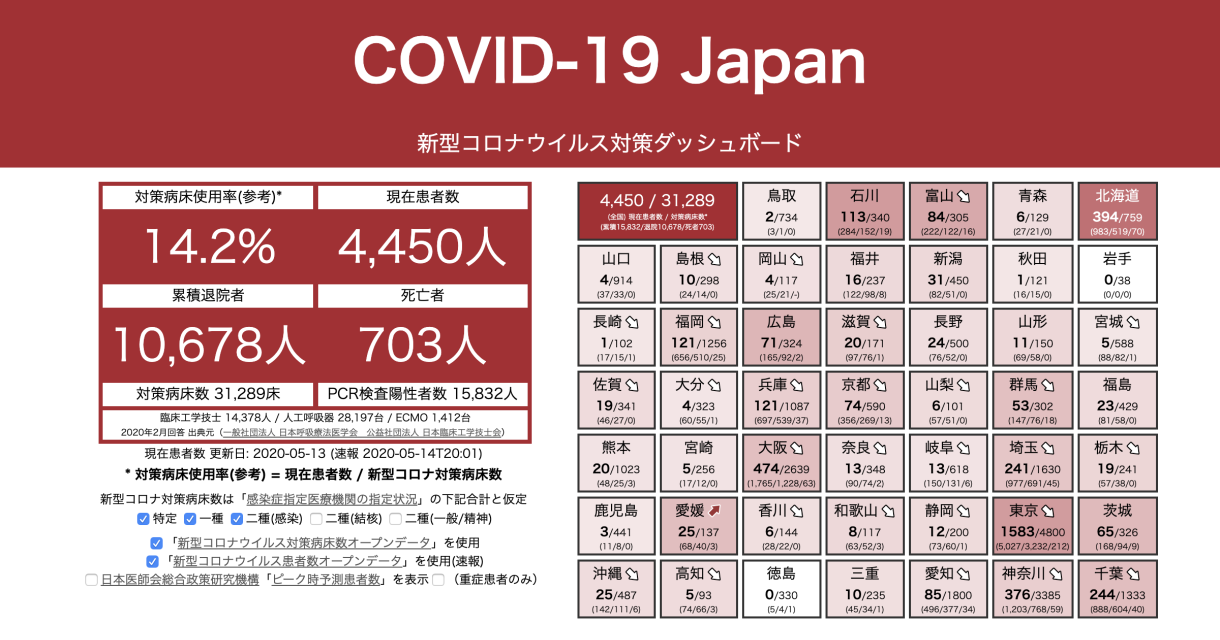 COVID-19 Japan
新型コロナウイルス対策ダッシュボード
対策病床使用率(参考)*
現在患者数
14.2%
4,450人
累積退院者
死亡者
10,678人
703人
対策病床数 31,289床
PCR検査陽性者数 15,832人
臨床工学技士 14,378人 / 人工呼吸器 28,197台 / ECMO 1,412台
2020年2月回答 出典元 (一般社団法人 日本呼吸療法医学会　公益社団法人 日本臨床工学技士会)
現在患者数 更新日: 2020-05-13 (速報 2020-05-14T20:01)
* 対策病床使用率(参考) = 現在患者数 / 新型コロナ対策病床数
新型コロナ対策病床数は「感染症指定医療機関の指定状況」の下記合計と仮定
特定 一種 二種(感染) 二種(結核) 二種(一般/精神)
「新型コロナウイルス対策病床数オープンデータ」を使用
「新型コロナウイルス患者数オープンデータ」を使用(速報)
日本医師会総合政策研究機構「ピーク時予測患者数」を表示 (重症患者のみ)
4,450 / 31,289
(全国) 現在患者数 / 対策病床数*
(累積15,832/退院10,678/死者703)
鳥取
2/734
(3/1/0)
石川
113/340
(284/152/19)
富山
84/305
(222/122/16)
青森
6/129
(27/21/0)
北海道
394/759
(983/519/70)
山口
4/914
(37/33/0)
島根
10/298
(24/14/0)
岡山
4/117
(25/21/-)
福井
16/237
(122/98/8)
新潟
31/450
(82/51/0)
秋田
1/121
(16/15/0)
岩手
0/38
(0/0/0)
長崎
1/102
(17/15/1)
福岡
121/1256
(656/510/25)
広島
71/324
(165/92/2)
滋賀
20/171
(97/76/1)
長野
24/500
(76/52/0)
山形
11/150
(69/58/0)
宮城
5/588
(88/82/1)
佐賀
19/341
(46/27/0)
大分
4/323
(60/55/1)
兵庫
121/1087
(697/539/37)
京都
74/590
(356/269/13)
山梨
6/101
(57/51/0)
群馬
53/302
(147/76/18)
福島
23/429
(81/58/0)
熊本
20/1023
(48/25/3)
宮崎
5/256
(17/12/0)
大阪
474/2639
(1,765/1,228/63)
奈良
13/348
(90/74/2)
岐阜
13/618
(150/131/6)
埼玉
241/1630
(977/691/45)
栃木
19/241
(57/38/0)
鹿児島
3/441
(11/8/0)
愛媛
25/137
(68/40/3)
香川
6/144
(28/22/0)
和歌山
8/117
(63/52/3)
静岡
12/200
(73/60/1)
東京
1583/4800
(5,027/3,232/212)
茨城
65/326
(168/94/9)
沖縄
25/487
(142/111/6)
高知
5/93
(74/66/3)
徳島
0/330
(5/4/1)
三重
10/235
(45/34/1)
愛知
85/1800
(496/377/34)
神奈川
376/3385
(1,203/768/59)
千葉
244/1333
(888/604/40)